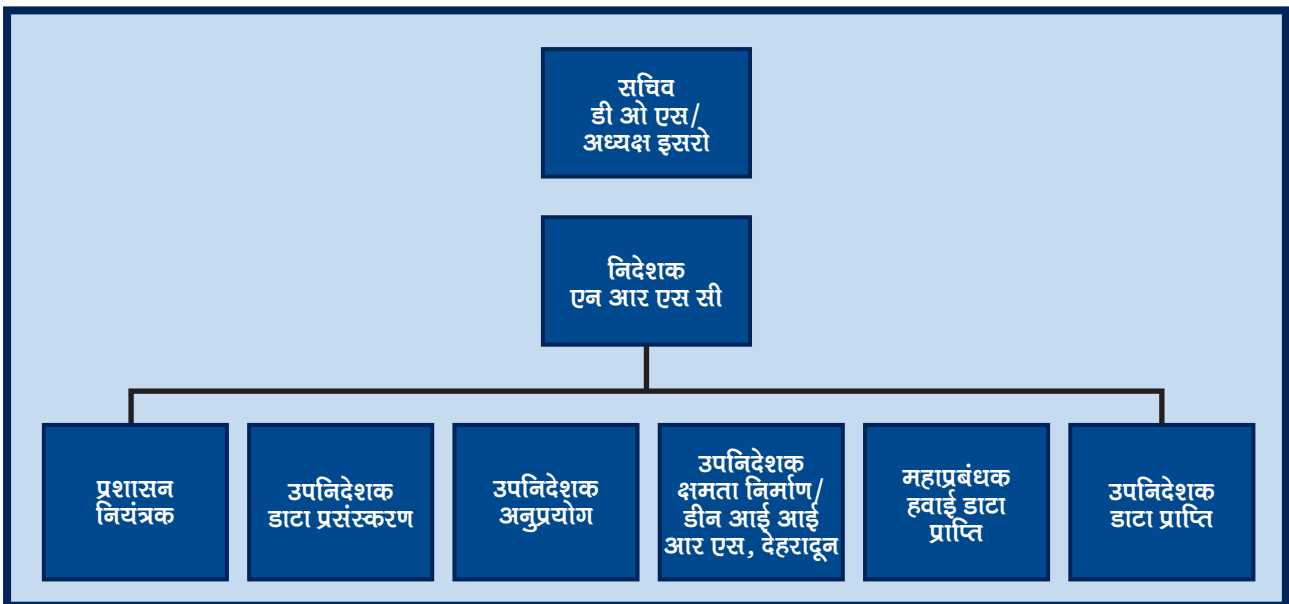 सचिव
डी ओ एस/
अध्यक्ष इसरो
निदेशक
एन आर एस सी
प्रशासन
नियंत्रक
उपनिदेशक
डाटा प्रसंस्करण
उपनिदेशक
अनुप्रयोग
उपनिदेशक
क्षमता निर्माण/
डीन आई आई
आर एस, देहरादून
महाप्रबंधक
हवाई डाटा
प्राप्ति
उपनिदेशक
डाटा प्राप्ति